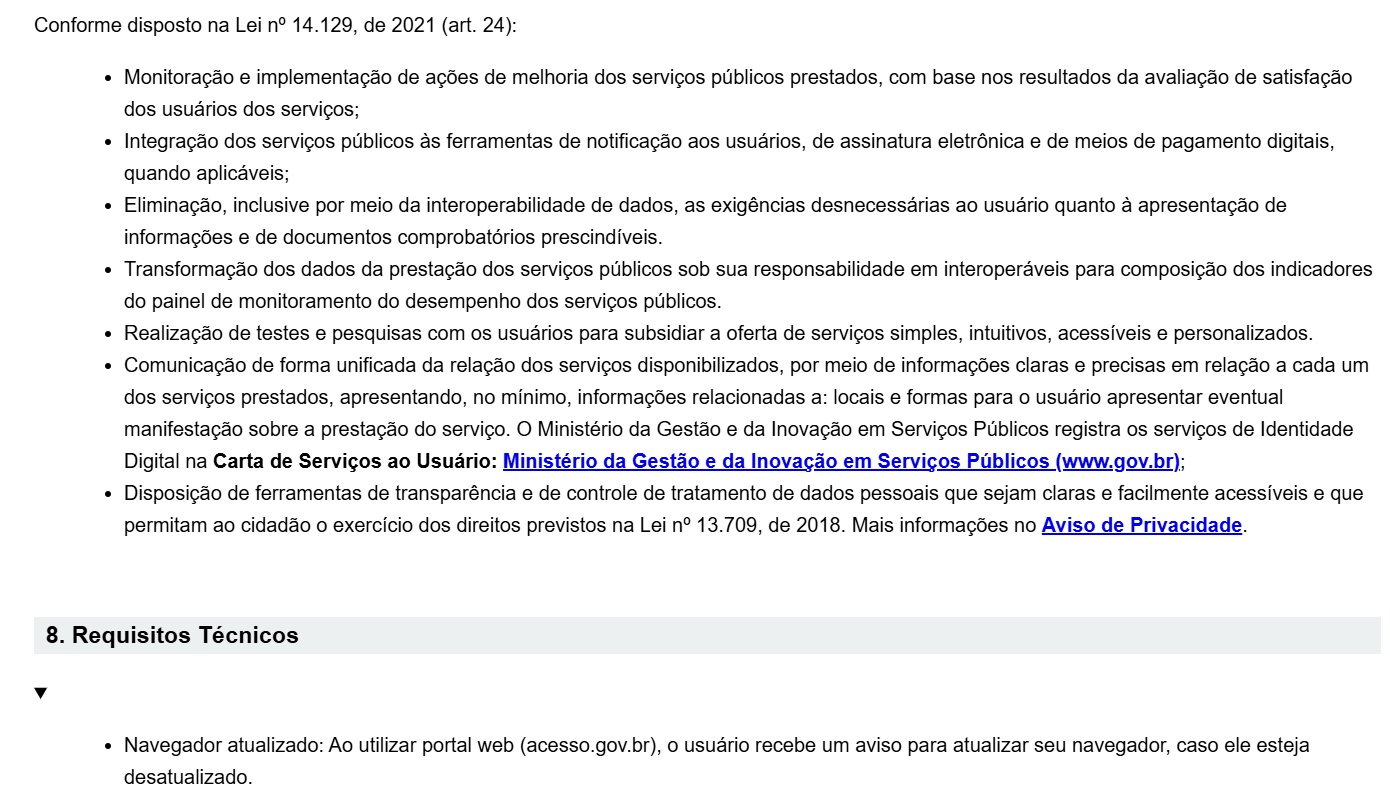 Conforme disposto na Lei nº 14.129, de 2021 (art. 24):
• Monitoração e implementação de ações de melhoria dos serviços públicos prestados, com base nos resultados da avaliação de satisfação
dos usuários dos serviços;
• Integração dos serviços públicos às ferramentas de notificação aos usuários, de assinatura eletrônica e de meios de pagamento digitais,
quando aplicáveis;
• Eliminação, inclusive por meio da interoperabilidade de dados, as exigências desnecessárias ao usuário quanto à apresentação de
informações e de documentos comprobatórios prescindíveis.
• Transformação dos dados da prestação dos serviços públicos sob sua responsabilidade em interoperáveis para composição dos indicadores
do painel de monitoramento do desempenho dos serviços públicos.
• Realização de testes e pesquisas com os usuários para subsidiar a oferta de serviços simples, intuitivos, acessíveis e personalizados.
• Comunicação de forma unificada da relação dos serviços disponibilizados, por meio de informações claras e precisas em relação a cada um
dos serviços prestados, apresentando, no mínimo, informações relacionadas a: locais e formas para o usuário apresentar eventual
manifestação sobre a prestação do serviço. O Ministério da Gestão e da Inovação em Serviços Públicos registra os serviços de Identidade
Digital na Carta de Serviços ao Usuário: Ministério da Gestão e da Inovação em Serviços Públicos (www.gov.br);
• Disposição de ferramentas de transparência e de controle de tratamento de dados pessoais que sejam claras e facilmente acessíveis e que
permitam ao cidadão o exercício dos direitos previstos na Lei nº 13.709, de 2018. Mais informações no Aviso de Privacidade.
8. Requisitos Técnicos
• Navegador atualizado: Ao utilizar portal web (acesso.gov.br), o usuário recebe um aviso para atualizar seu navegador, caso ele esteja
desatualizado.